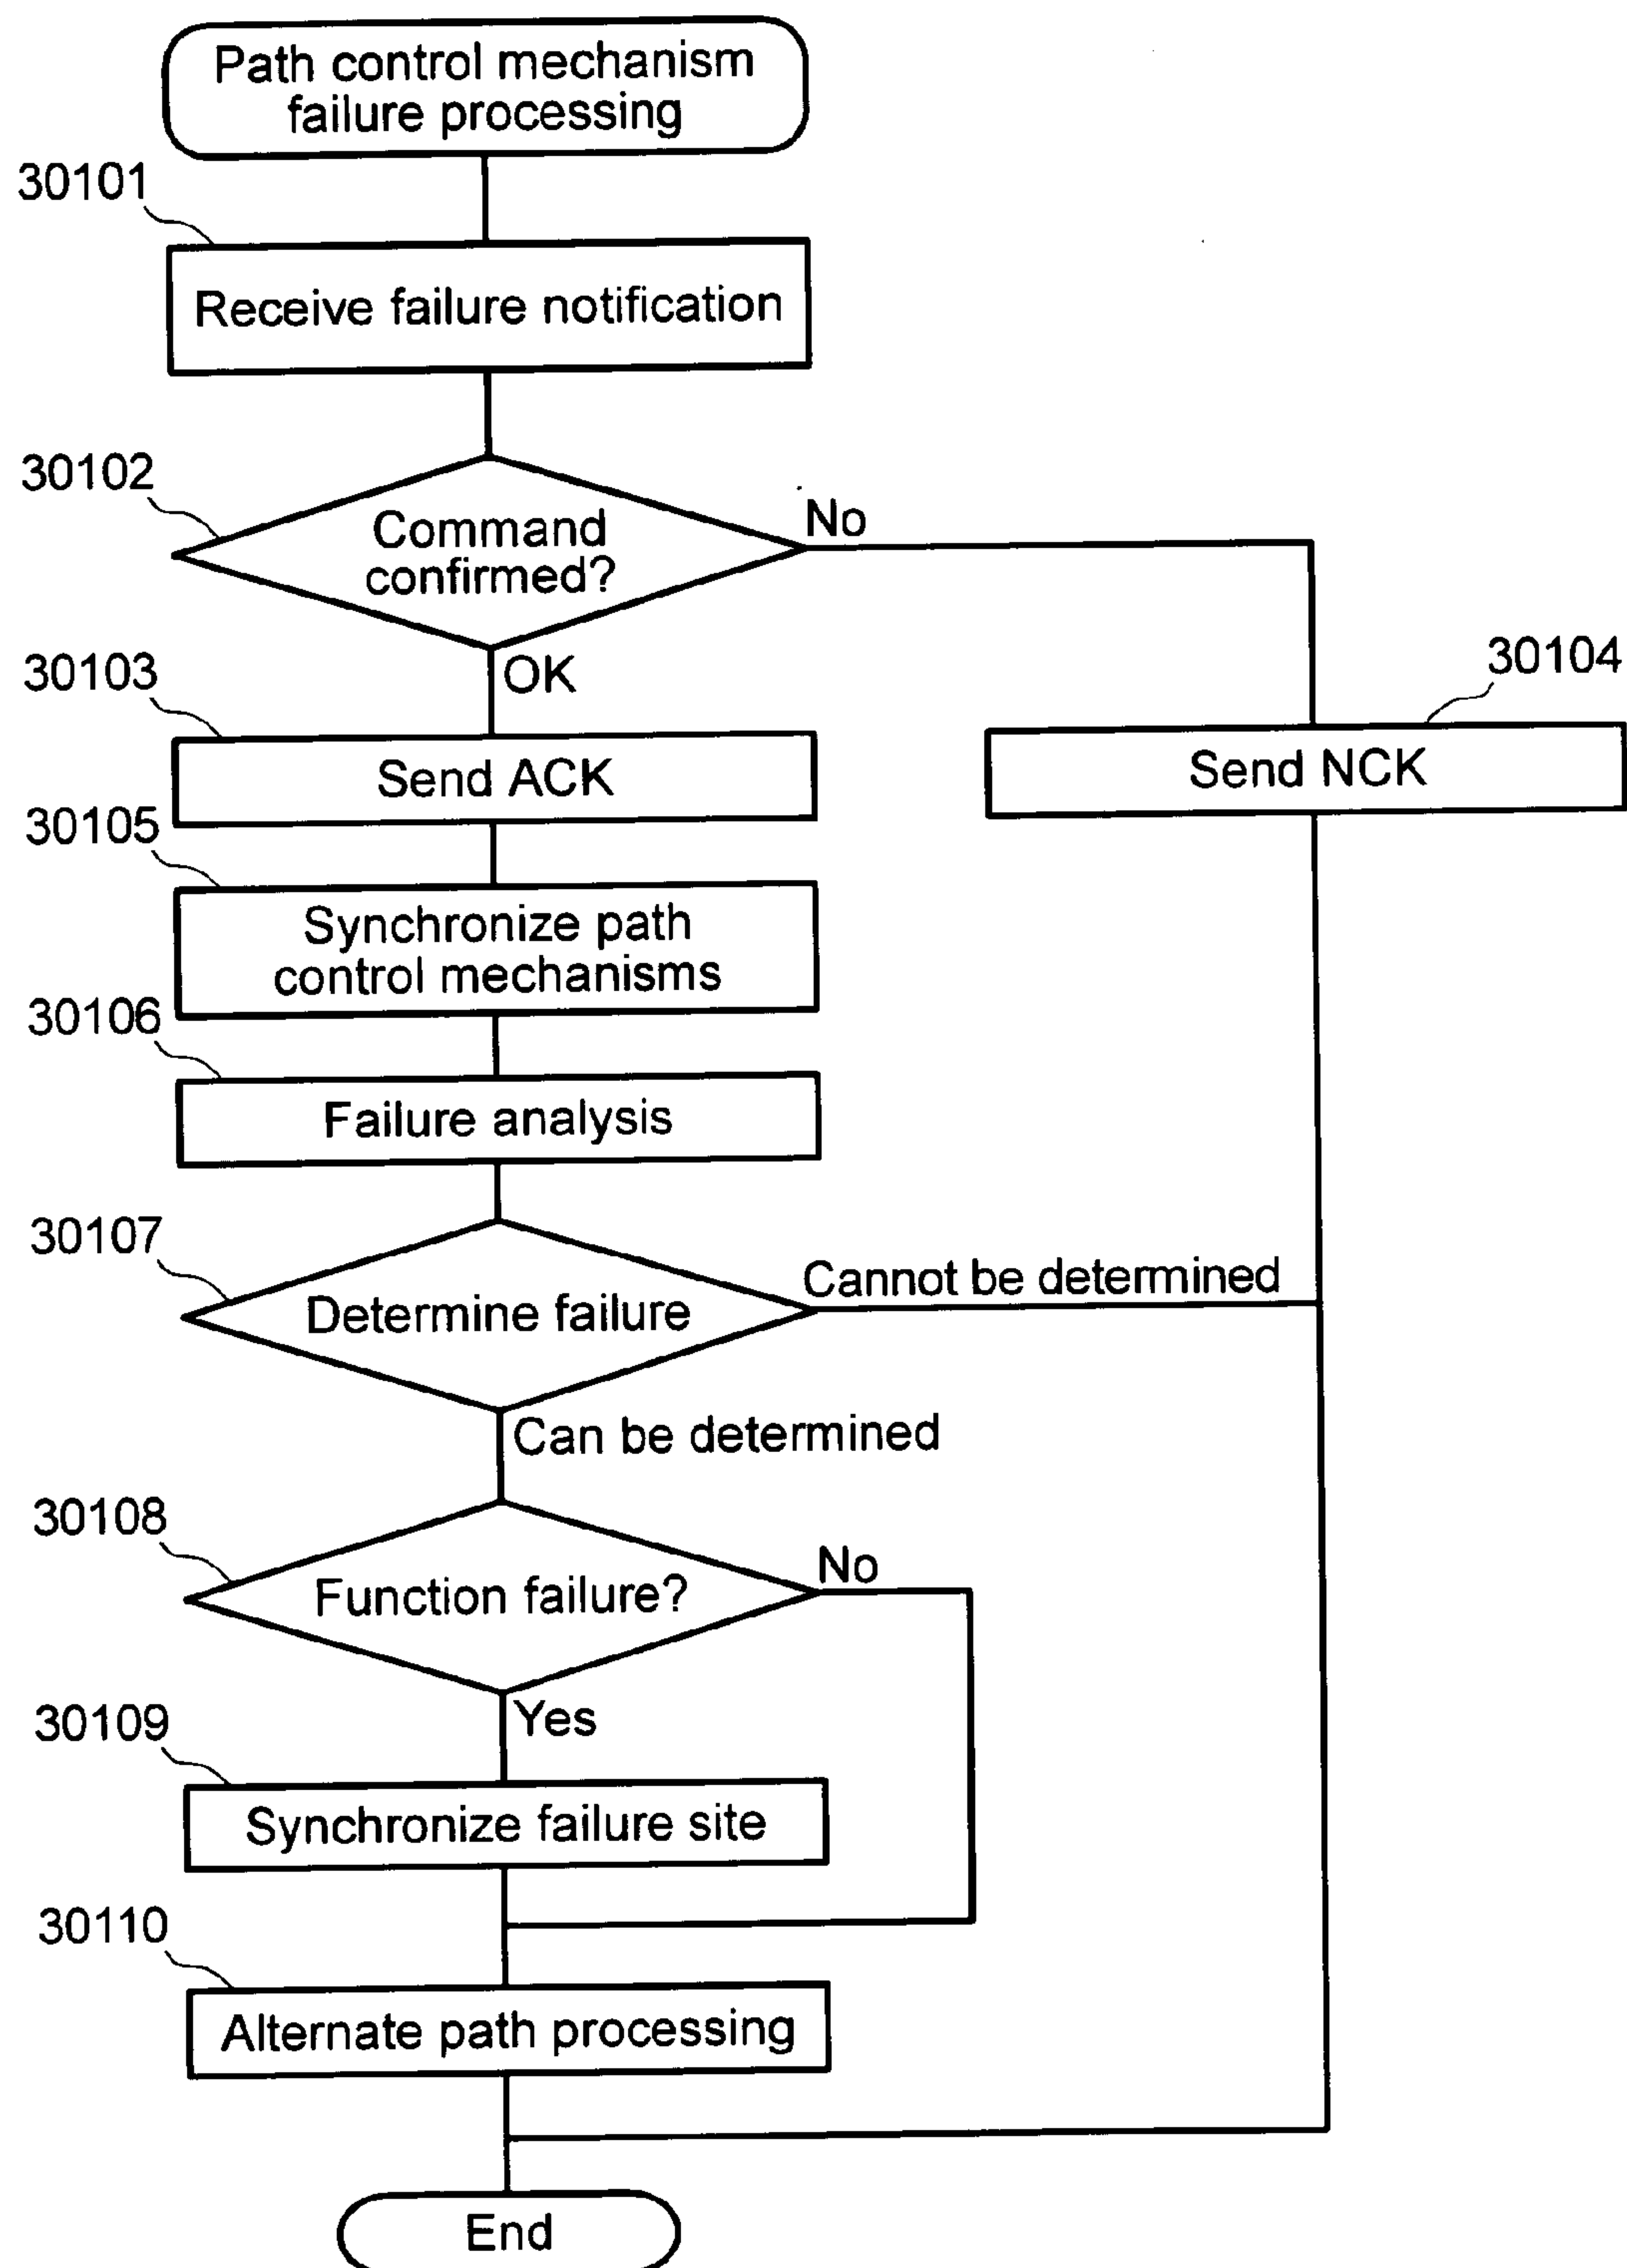 Path control mechanism
failure processing
30101
Receive failure notification
30102
Command
confirmed?
No
OK
30103
Send ACK
30104
Send NCK
30105
Synchronize path
control mechanisms
30106
Failure analysis
30107
Determine failure
Cannot be determined
Can be determined
30108
Function failure?
No
Yes
30109
Synchronize failure site
30110
Alternate path processing
End